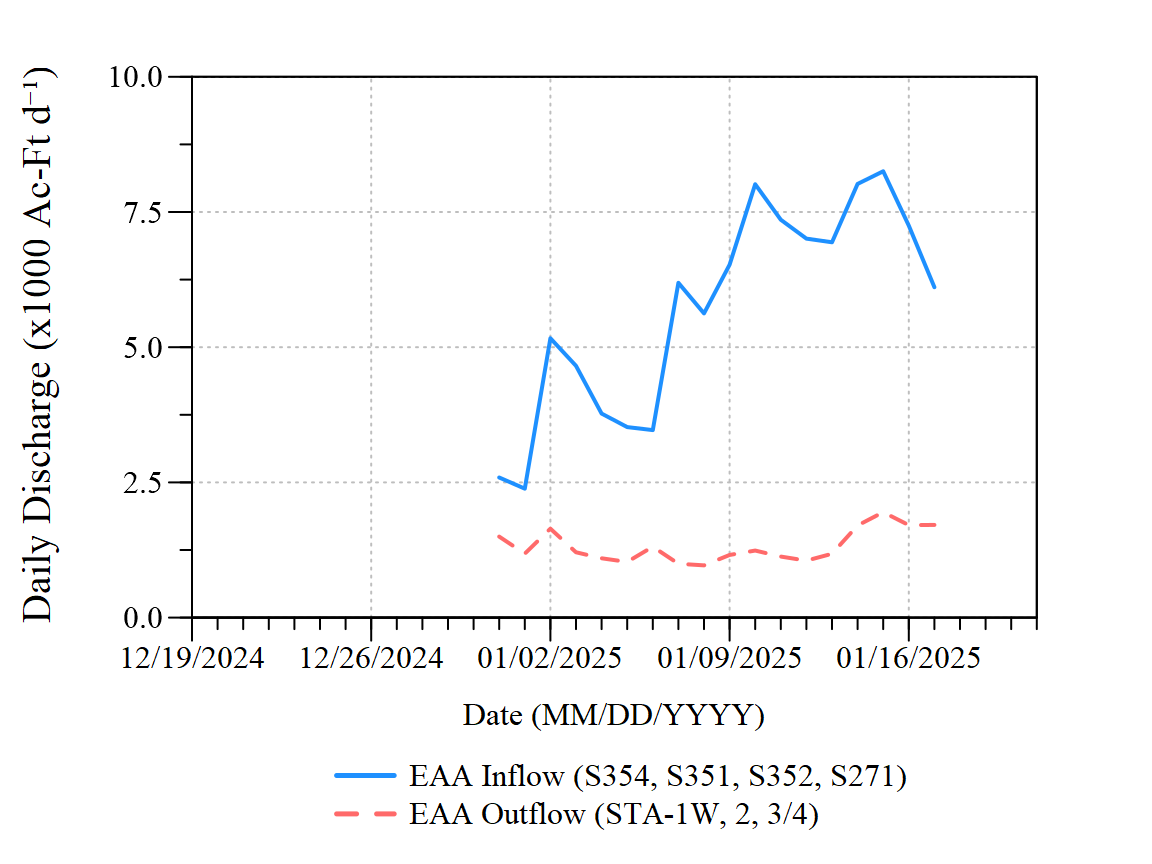 Daily Discharge (x1000 Ac-Ft d⁻¹)
10.0
7.5
5.0
2.5
0.0
12/19/2024 12/26/2024 01/02/2025 01/09/2025 01/16/2025
Date (MM/DD/YYYY)
EAA Inflow (S354, S351, S352, S271)
EAA Outflow (STA-1W, 2, 3/4)